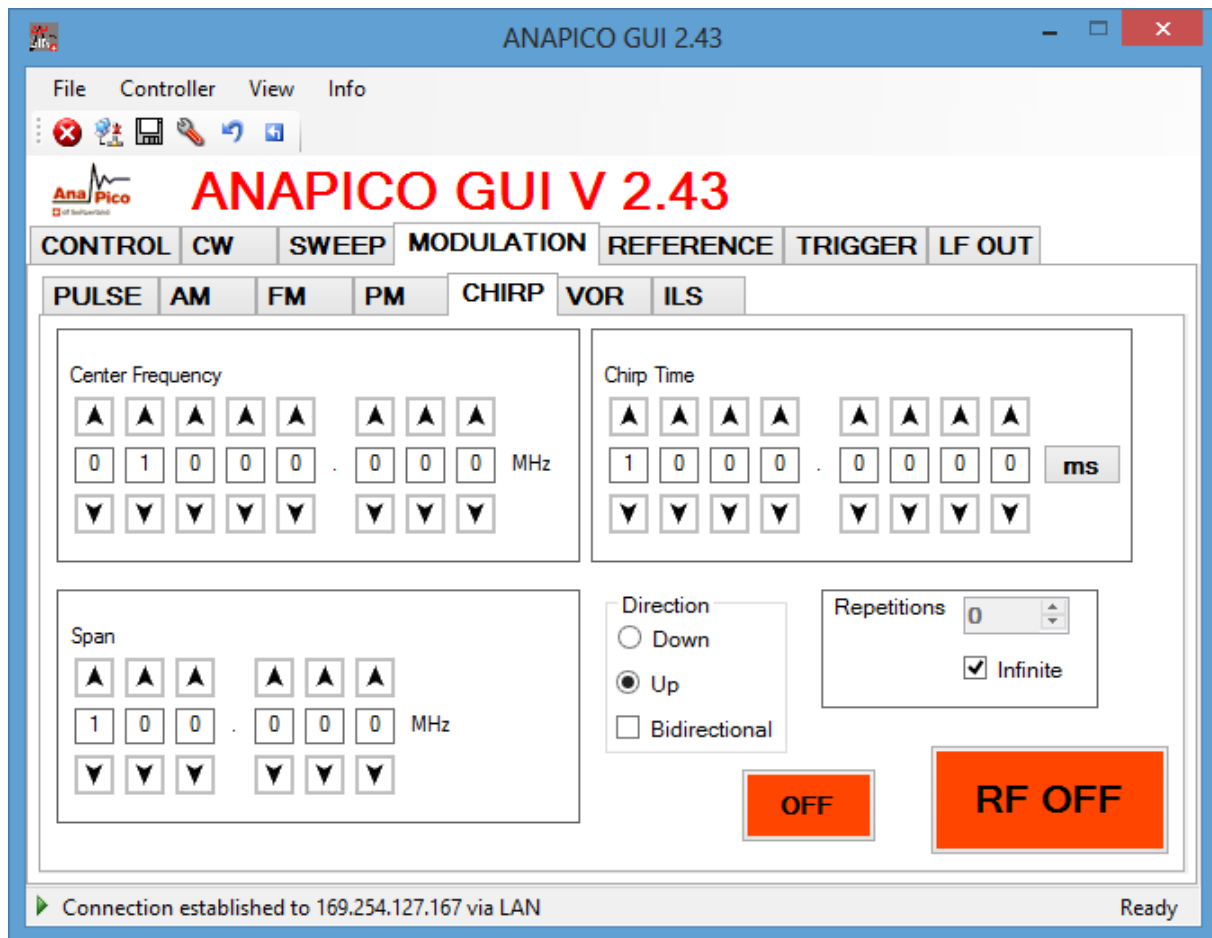 ANAPICO GUI 2.43
File Controller View Info
Ana Pico
of Switzerland
ANAPICO GUI V 2.43
CONTROL CW SWEEP MODULATION REFERENCE TRIGGER LF OUT
PULSE AM FM PM CHIRP VOR ILS
Center Frequency
0 1 0 0 0 . 0 0 0 MHz
Chirp Time
1 0 0 0 . 0 0 0 0 ms
Span
1 0 0 . 0 0 0 MHz
Direction
Down
Up
Bidirectional
Repetitions 0
Infinite
OFF
RF OFF
Connection established to 169.254.127.167 via LAN
Ready